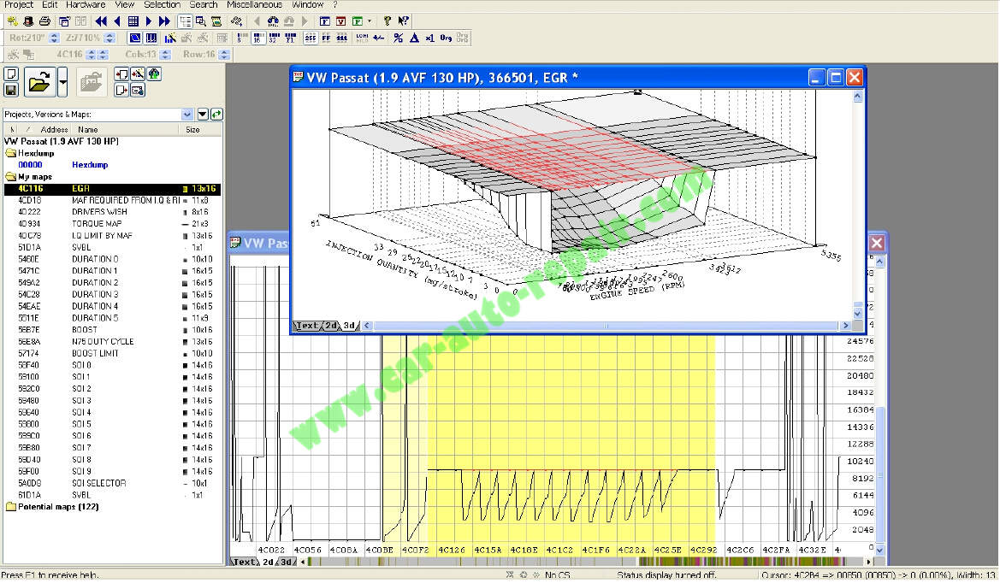 Project Edit Hardware View Selection Search Miscellaneous Window ?
Rot:210° Z:7710%
4C116 Cols:13 Row:16
VW Passat (1.9 AVF 130 HP), 366501, EGR *
Projects, Versions & Maps:
Address Name Size
VW Passat (1.9 AVF 130 HP)
Hexdump
00000 Hexdump
My maps
4C116 EGR 13x16
4CD18 MAF REQUIRED FROM I.Q & R 11x8
4D222 DRIVERS WISH 8x16
4D934 TORQUE MAP 21x3
4DC78 I.Q LIMIT BY MAF 13x16
51D1A SVBL 1x1
5460E DURATION 0 10x10
5471C DURATION 1 16x15
549A2 DURATION 2 16x15
54C28 DURATION 3 16x15
54EAE DURATION 4 16x15
5511E DURATION 5 11x9
56B7E BOOST 10x16
56E8A N75 DUTY CYCLE 13x16
57174 BOOST LIMIT 10x10
58F40 SOI 0 14x16
59100 SOI 1 14x16
592C0 SOI 2 14x16
59480 SOI 3 14x16
59640 SOI 4 14x16
59800 SOI 5 14x16
599C0 SOI 6 14x16
59B80 SOI 7 14x16
59D40 SOI 8 14x16
59F00 SOI 9 14x16
5A0D8 SOI SELECTOR 10x1
61D1A SVBL 1x1
Potential maps (122)
51
33 29
INJECTION QUANTITY (mg/stroke)
ENGINE SPEED (RPM)
2600
3423
3612
5355
Text 2d 3d
VW Pas
www.car-auto-repair.com
24576
22528
20480
18432
16384
14336
12288
10240
8192
6144
4096
2048
0
4C022 4C056 4C08A 4C0BE 4C0F2 4C126 4C15A 4C18E 4C1C2 4C1F6 4C22A 4C25E 4C292 4C2C6 4C2FA 4C32E
Text 2d 3d
Press F1 to receive help. No CS Status display turned off. Cursor: 4C2B4 => 00850 (00850) -> 0 (0.00%), Width: 13